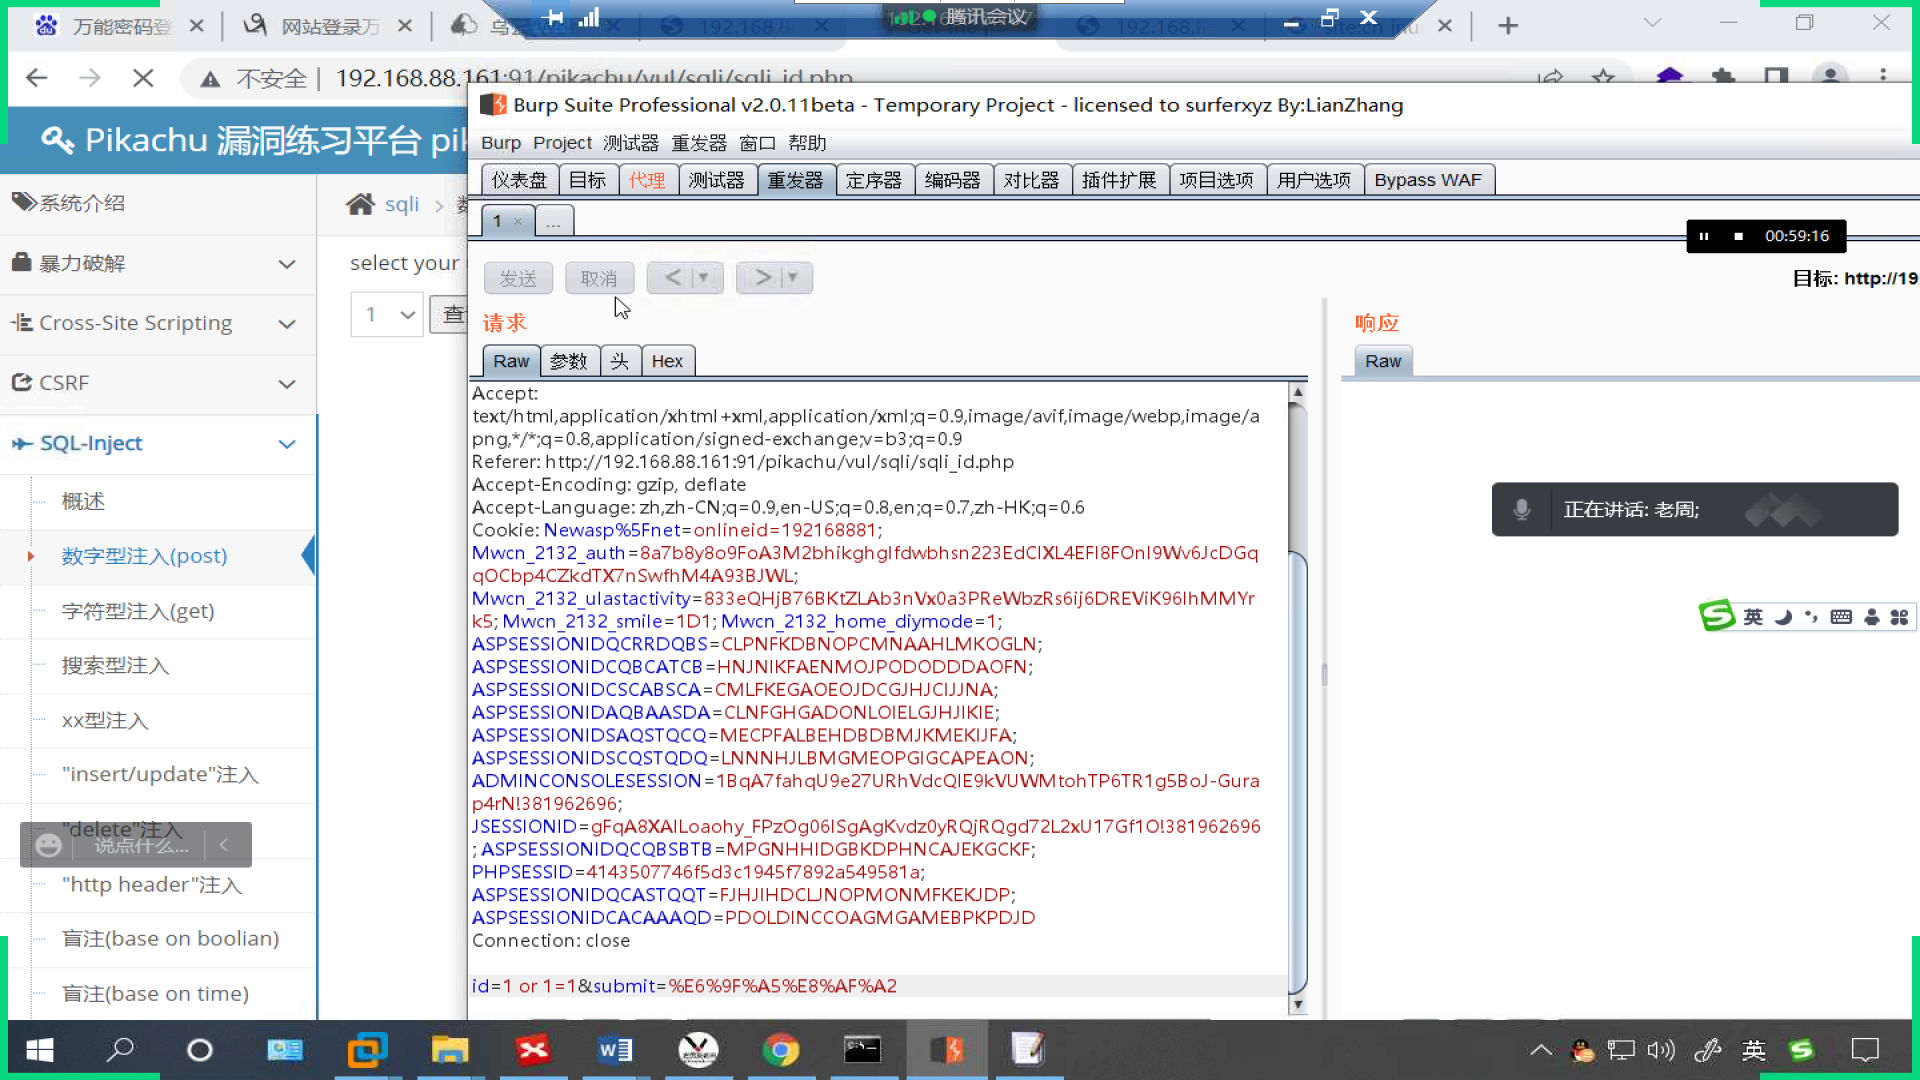 万能密码登
网站登录万
腾讯会议
不安全
192.168.88.161:91/pikachu/vul/sqli/sqli_id.php
Burp Suite Professional v2.0.11beta - Temporary Project - licensed to surferxyz By:LianZhang
Burp Project 测试器 重发器 窗口 帮助
仪表盘 目标 代理 测试器 重发器 定序器 编码器 对比器 插件扩展 项目选项 用户选项 Bypass WAF
1 × ...
00:59:16
发送 取消 < >
目标: http://19
请求
响应
Raw 参数 头 Hex
Raw
Accept:
text/html,application/xhtml+xml,application/xml;q=0.9,image/avif,image/webp,image/a
png,*/*;q=0.8,application/signed-exchange;v=b3;q=0.9
Referer: http://192.168.88.161:91/pikachu/vul/sqli/sqli_id.php
Accept-Encoding: gzip, deflate
Accept-Language: zh,zh-CN;q=0.9,en-US;q=0.8,en;q=0.7,zh-HK;q=0.6
Cookie: Newasp%5Fnet=onlineid=192168881;
Mwcn_2132_auth=8a7b8y8o9FoA3M2bhikghglfdwbhsn223EdClXL4EFI8FOnI9Wv6JcDGq
qOCbp4CZkdTX7nSwfhM4A93BJWL;
Mwcn_2132_ulastactivity=833eQHjB76BKtZLAb3nVx0a3PReWbzRs6ij6DREViK96IhMMYr
k5; Mwcn_2132_smile=1D1; Mwcn_2132_home_diymode=1;
ASPSESSIONIDQCRRDQBS=CLPNFKDBNOPCMNAAHLMKOGLN;
ASPSESSIONIDCQBCATCB=HNJNIKFAENMOJPODODDDAOFN;
ASPSESSIONIDCSCABSCA=CMLFKEGAOEOJDCGJHJCIJJNA;
ASPSESSIONIDAQBAASDA=CLNFGHGADONLOIELGJHJIKIE;
ASPSESSIONIDSAQSTQCQ=MECPFALBEHDBDBMJKMEKIJFA;
ASPSESSIONIDSCQSTQDQ=LNNNHJLBMGMEOPGIGCAPEAON;
ADMINCONSOLESESSION=1BqA7fahqU9e27URhVdcQIE9kVUWMtohTP6TR1g5BoJ-Gura
p4rN!381962696;
JSESSIONID=gFqA8XAILoaohy_FPzOg06ISgAgKvdz0yRQjRQgd72L2xU17Gf1O!381962696
; ASPSESSIONIDQCQBSBTB=MPGNHHIDGBKDPHNCAJEKGCKF;
PHPSESSID=4143507746f5d3c1945f7892a549581a;
ASPSESSIONIDQCASTQQT=FJHJIHDCLJNOPMONMFKEKJDP;
ASPSESSIONIDCACAAAQD=PDOLDINCCOAGMGAMEBPKPDJD
Connection: close
id=1 or 1=1&submit=%E6%9F%A5%E8%AF%A2
Pikachu 漏洞练习平台
系统介绍
暴力破解
Cross-Site Scripting
CSRF
SQL-Inject
概述
数字型注入(post)
字符型注入(get)
搜索型注入
xx型注入
"insert/update"注入
"delete"注入
说点什么...
"http header"注入
盲注(base on boolian)
盲注(base on time)
sqli >
select your
1
正在讲话: 老周;
英
英